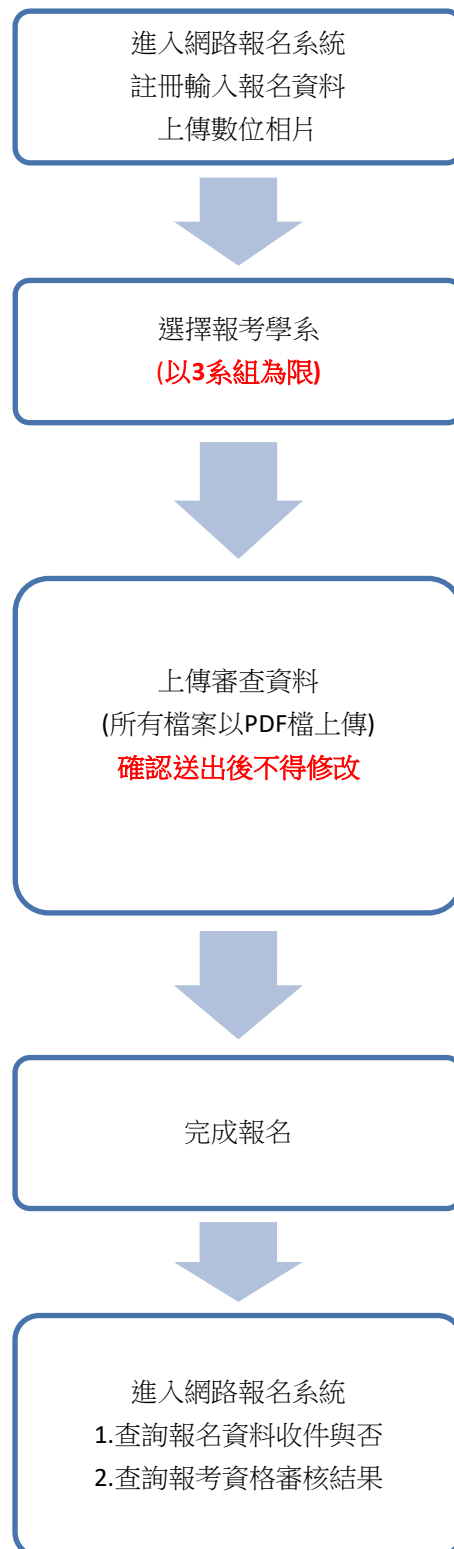 進入網路報名系統
註冊輸入報名資料
上傳數位相片
選擇報考學系
(以3系組為限)
上傳審查資料
(所有檔案以PDF檔上傳)
確認送出後不得修改
完成報名
進入網路報名系統
1.查詢報名資料收件與否
2.查詢報考資格審核結果